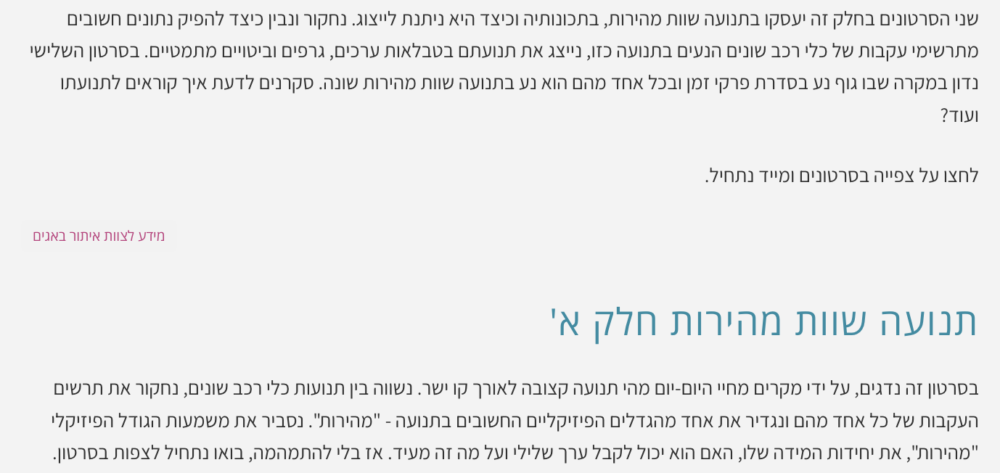 שני הסרטונים בחלק זה יעסקו בתנועה שוות מהירות, בתכונותיה וכיצד היא ניתנת לייצוג. נחקור ונבין כיצד להפיק נתונים חשובים
מתרשימי עקבות של כלי רכב שונים הנעים בתנועה כזו, נייצג את תנועתם בטבלאות ערכים, גרפים וביטויים מתמטיים. בסרטון השלישי
נדון במקרה שבו גוף נע בסדרת פרקי זמן ובכל אחד מהם הוא נע בתנועה שוות מהירות שונה. סקרנים לדעת איך קוראים לתנועתו
ועוד?
לחצו על צפייה בסרטונים ומייד נתחיל.
מידע לצוות איתור באגים
תנועה שוות מהירות חלק א'
בסרטון זה נדגים, על ידי מקרים מחיי היום-יום מהי תנועה קצובה לאורך קו ישר. נשווה בין תנועות כלי רכב שונים, נחקור את תרשים
העקבות של כל אחד מהם ונגדיר את אחד מהגדלים הפיזיקליים החשובים בתנועה - "מהירות". נסביר את משמעות הגודל הפיזיקלי
"מהירות", את יחידות המידה שלו, האם הוא יכול לקבל ערך שלילי ועל מה זה מעיד. אז בלי להתמהמה, בואו נתחיל לצפות בסרטון.